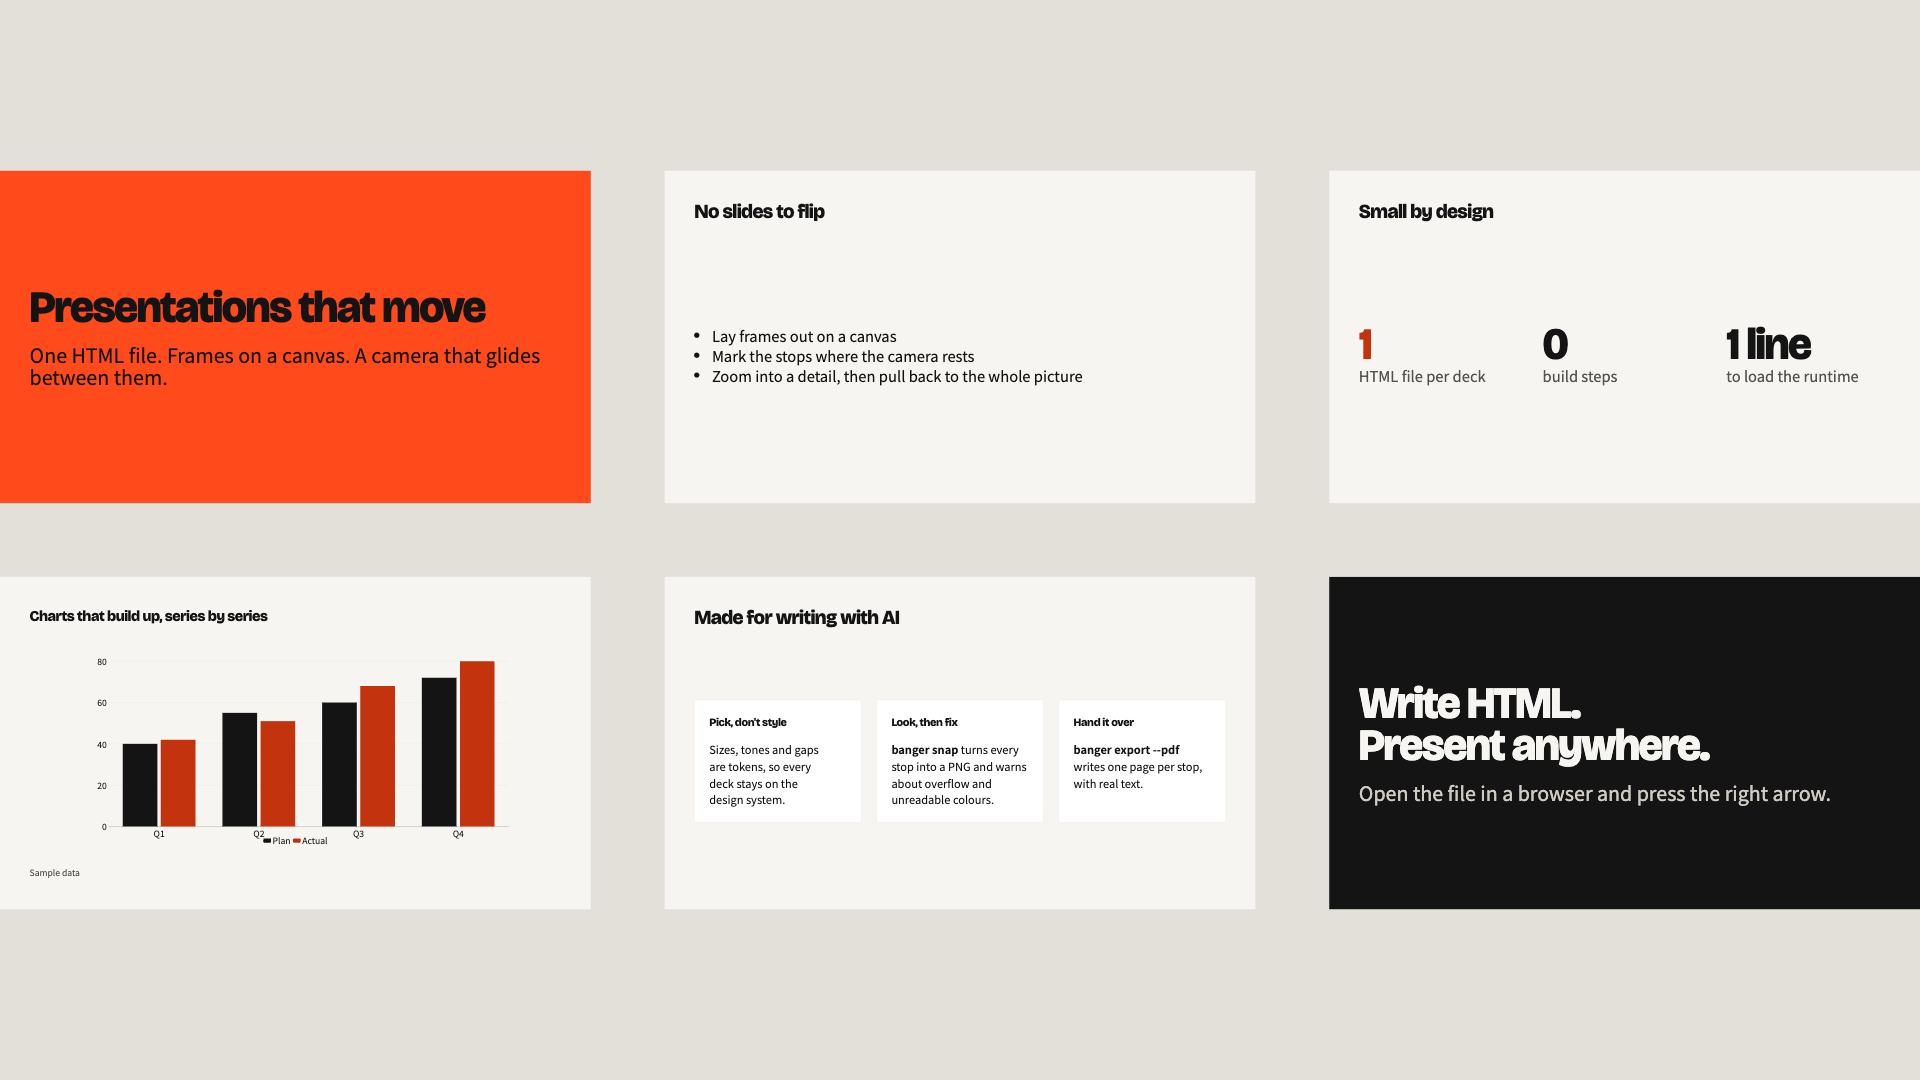 Presentations that move
One HTML file. Frames on a canvas. A camera that glides
between them.
No slides to flip
• Lay frames out on a canvas
• Mark the stops where the camera rests
• Zoom into a detail, then pull back to the whole picture
Small by design
1
HTML file per deck
0
build steps
1 line
to load the runtime
Charts that build up, series by series
80
60
40
20
0
Q1 Q2 Q3 Q4
Plan Actual
Sample data
Made for writing with AI
Pick, don't style
Sizes, tones and gaps
are tokens, so every
deck stays on the
design system.
Look, then fix
banger snap turns every
stop into a PNG and warns
about overflow and
unreadable colours.
Hand it over
banger export --pdf
writes one page per stop,
with real text.
Write HTML.
Present anywhere.
Open the file in a browser and press the right arrow.